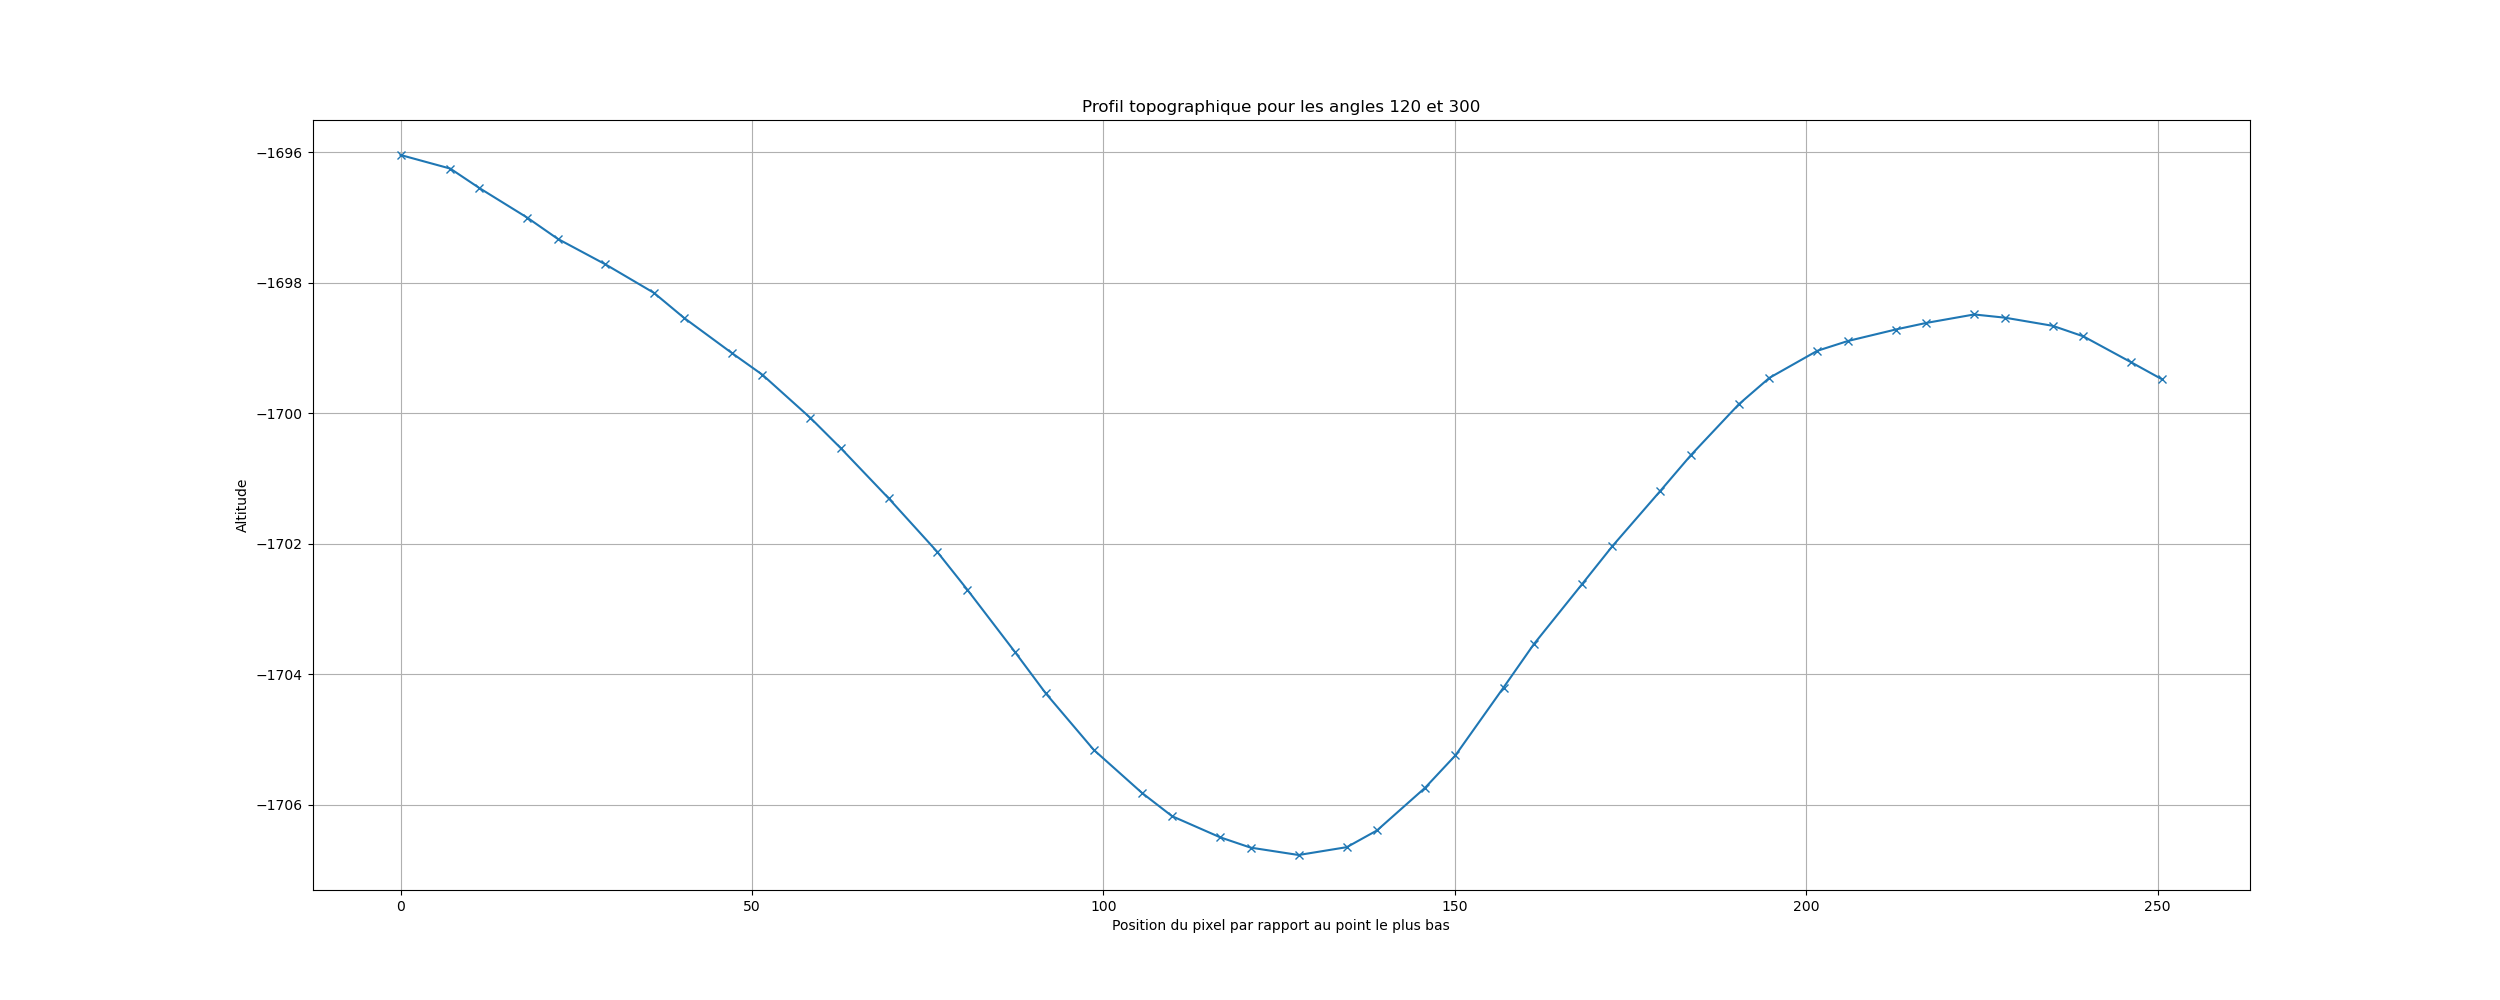 Profil topographique pour les angles 120 et 300
−1696
−1698
−1700
−1702
−1704
−1706
Altitude
0 50 100 150 200 250
Position du pixel par rapport au point le plus bas